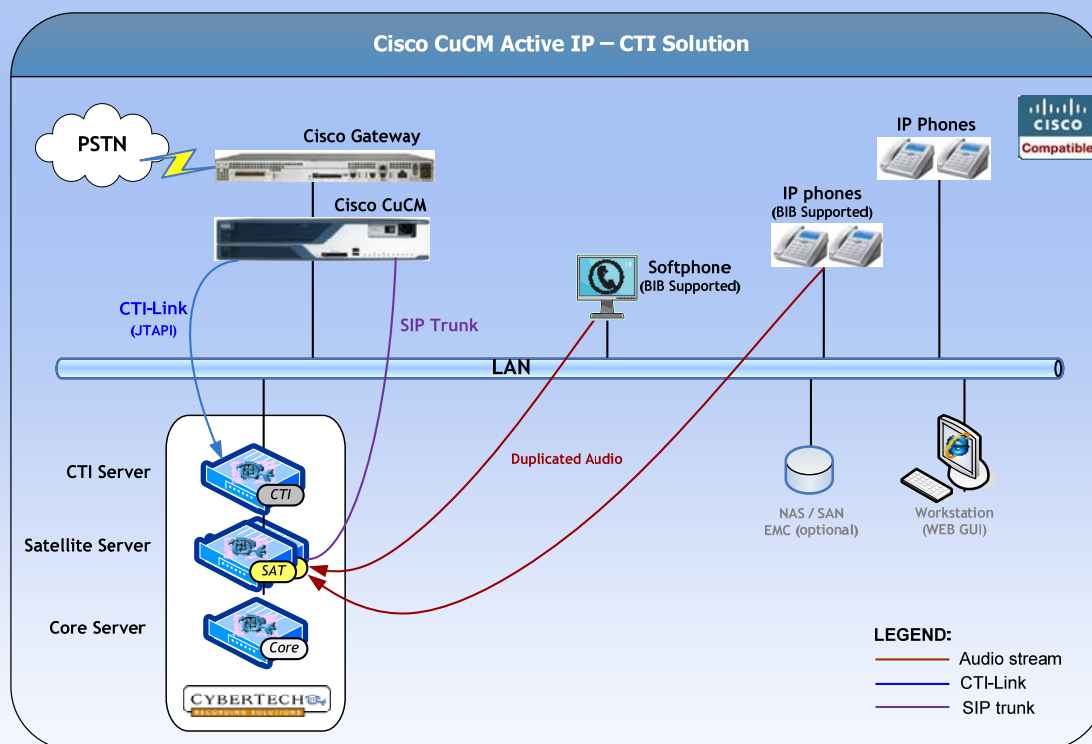 Cisco CuCM Active IP – CTI Solution
PSTN
Cisco Gateway
IP Phones
CISCO
Compatible
Cisco CuCM
IP phones
(BIB Supported)
Softphone
(BIB Supported)
CTI-Link
(JTAPI)
SIP Trunk
LAN
CTI Server
CTI
Duplicated Audio
NAS / SAN
EMC (optional)
Workstation
(WEB GUI)
Satellite Server
SAT
Core Server
Core
CYBERTECH
RECORDING SOLUTIONS
LEGEND:
Audio stream
CTI-Link
SIP trunk